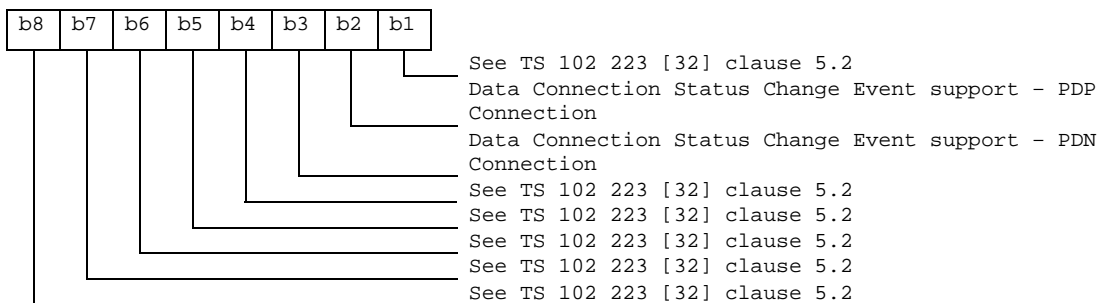 b8 b7 b6 b5 b4 b3 b2 b1
See TS 102 223 [32] clause 5.2
Data Connection Status Change Event support – PDP
Connection
Data Connection Status Change Event support – PDN
Connection
See TS 102 223 [32] clause 5.2
See TS 102 223 [32] clause 5.2
See TS 102 223 [32] clause 5.2
See TS 102 223 [32] clause 5.2
See TS 102 223 [32] clause 5.2